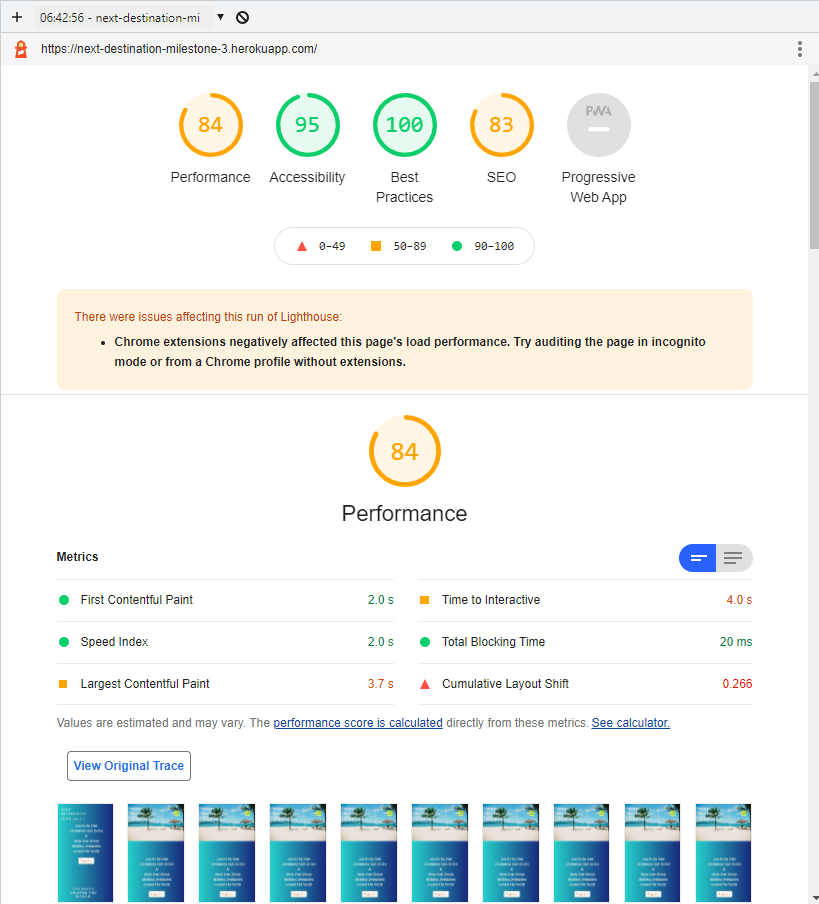 06:42:56 - next-destination-mi
https://next-destination-milestone-3.herokuapp.com/
84 95 100 83 PWA
Performance Accessibility Best Practices SEO Progressive Web App
0–49 50–89 90–100
There were issues affecting this run of Lighthouse:
• Chrome extensions negatively affected this page's load performance. Try auditing the page in incognito
mode or from a Chrome profile without extensions.
84
Performance
Metrics
First Contentful Paint 2.0 s Time to Interactive 4.0 s
Speed Index 2.0 s Total Blocking Time 20 ms
Largest Contentful Paint 3.7 s Cumulative Layout Shift 0.266
Values are estimated and may vary. The performance score is calculated directly from these metrics. See calculator.
View Original Trace